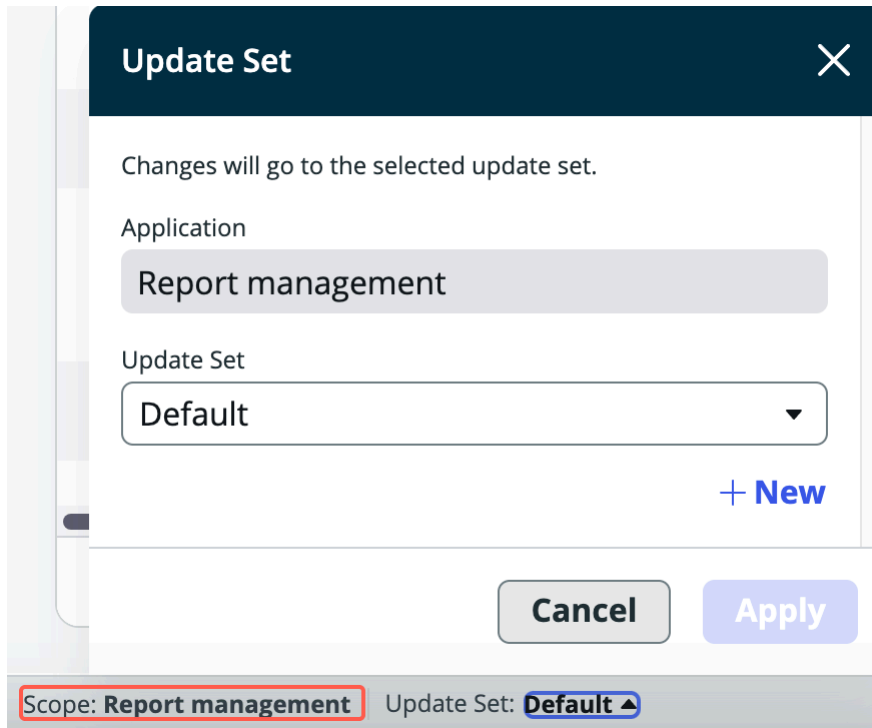 Update Set
Changes will go to the selected update set.
Application
Report management
Update Set
Default
+ New
Cancel
Apply
Scope: Report management
Update Set: Default